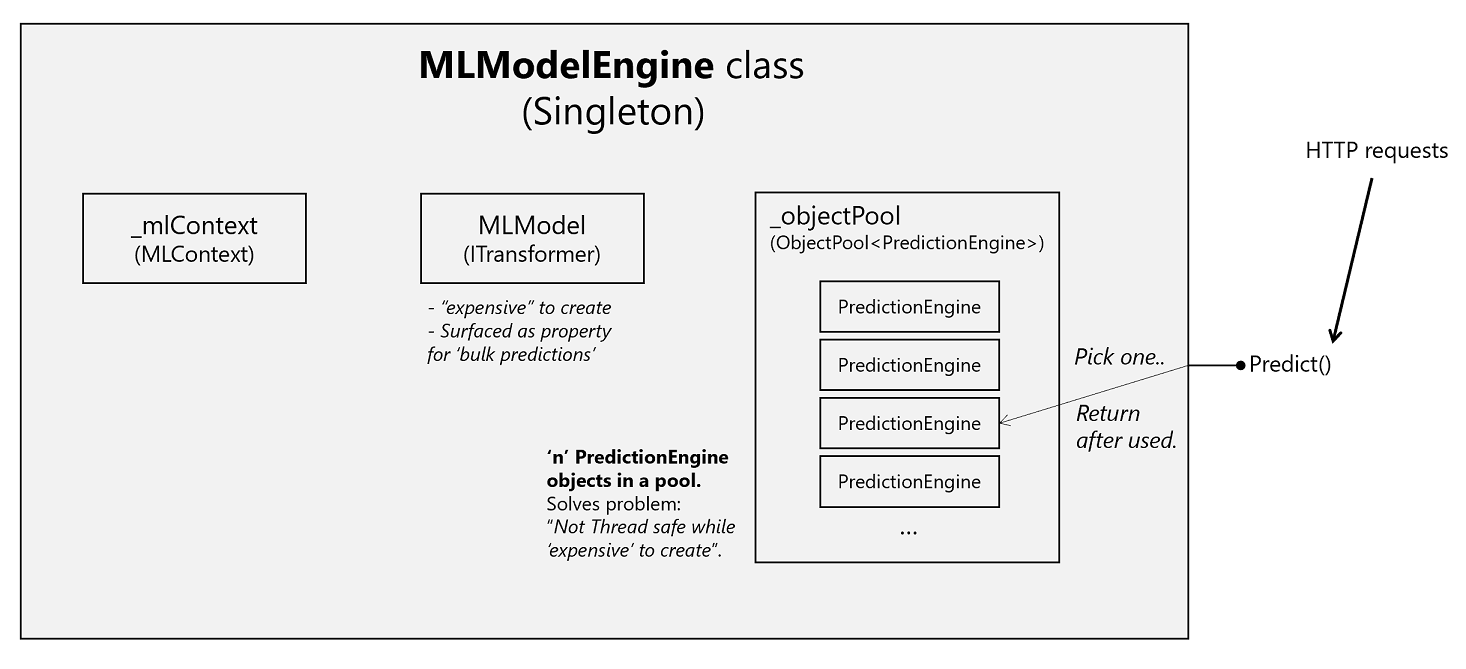 MLModelEngine class
(Singleton)
HTTP requests
_mlContext
(MLContext)
MLModel
(ITransformer)
- “expensive” to create
- Surfaced as property
for ‘bulk predictions’
_objectPool
(ObjectPool<PredictionEngine>)
PredictionEngine
PredictionEngine
PredictionEngine
PredictionEngine
...
Pick one..
Return
after used.
Predict()
‘n’ PredictionEngine
objects in a pool.
Solves problem:
“Not Thread safe while
‘expensive’ to create”.